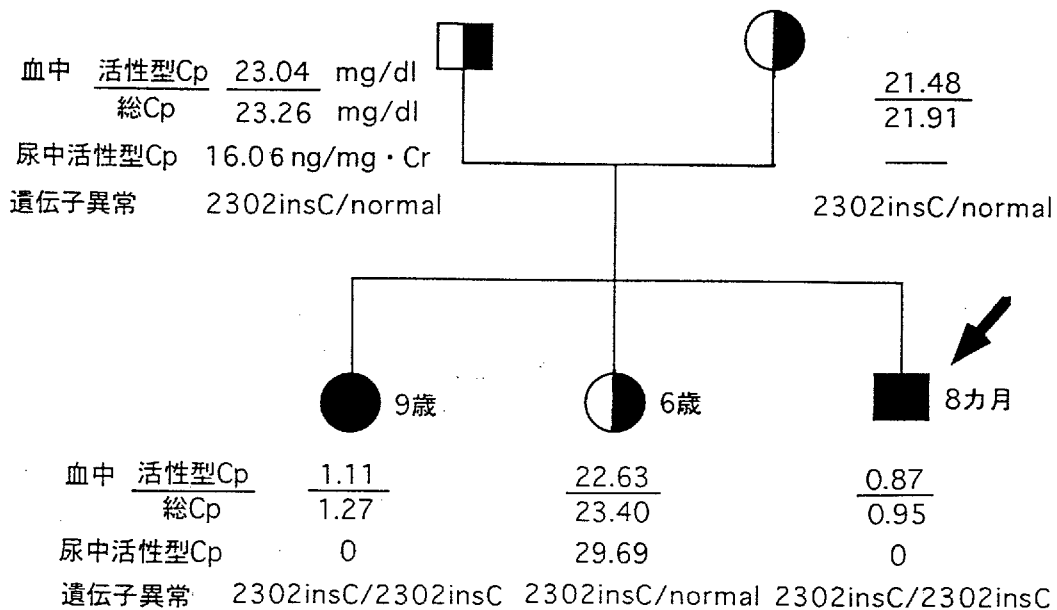 血中 活性型Cp 23.04 mg/dl 21.48
総Cp 23.26 mg/dl 21.91
尿中活性型Cp 16.06 ng/mg・Cr —
遺伝子異常 2302insC/normal 2302insC/normal
9歳 6歳 8カ月
血中 活性型Cp 1.11 22.63 0.87
総Cp 1.27 23.40 0.95
尿中活性型Cp 0 29.69 0
遺伝子異常 2302insC/2302insC 2302insC/normal 2302insC/2302insC